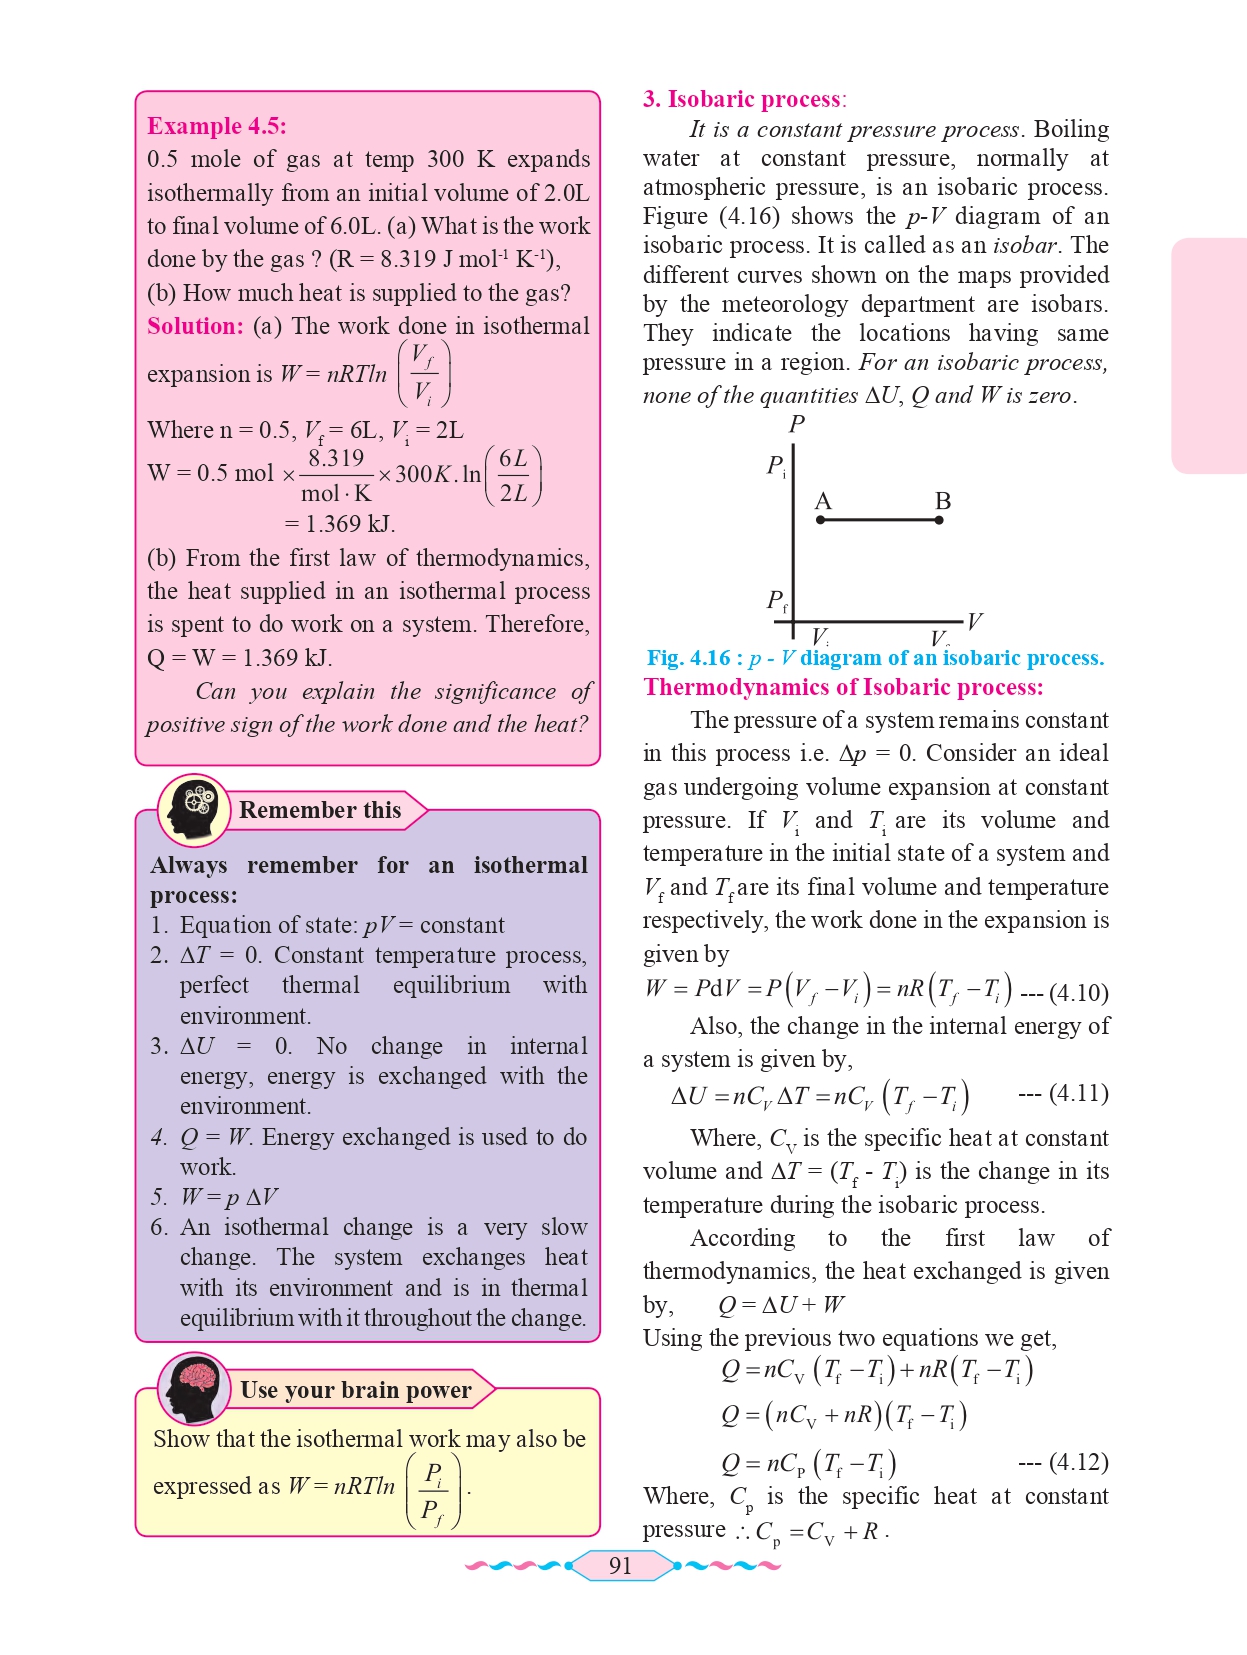 Example 4.5:
0.5 mole of gas at temp 300 K expands
isothermally from an initial volume of 2.0L
to final volume of 6.0L. (a) What is the work
done by the gas ? (R = 8.319 J mol⁻¹ K⁻¹),
(b) How much heat is supplied to the gas?
Solution: (a) The work done in isothermal
expansion is W = nRTln (V_f / V_i)
Where n = 0.5, V_f = 6L, V_i = 2L
W = 0.5 mol × 8.319 / mol · K × 300K . ln (6L / 2L)
= 1.369 kJ.
(b) From the first law of thermodynamics,
the heat supplied in an isothermal process
is spent to do work on a system. Therefore,
Q = W = 1.369 kJ.
Can you explain the significance of
positive sign of the work done and the heat?
Remember this
Always remember for an isothermal
process:
1. Equation of state: pV = constant
2. ΔT = 0. Constant temperature process,
perfect thermal equilibrium with
environment.
3. ΔU = 0. No change in internal
energy, energy is exchanged with the
environment.
4. Q = W. Energy exchanged is used to do
work.
5. W = p ΔV
6. An isothermal change is a very slow
change. The system exchanges heat
with its environment and is in thermal
equilibrium with it throughout the change.
Use your brain power
Show that the isothermal work may also be
expressed as W = nRTln (P_i / P_f) .
3. Isobaric process:
It is a constant pressure process. Boiling
water at constant pressure, normally at
atmospheric pressure, is an isobaric process.
Figure (4.16) shows the p-V diagram of an
isobaric process. It is called as an isobar. The
different curves shown on the maps provided
by the meteorology department are isobars.
They indicate the locations having same
pressure in a region. For an isobaric process,
none of the quantities ΔU, Q and W is zero.
P
P_i
A B
P_f
V
V_i V_f
Fig. 4.16 : p - V diagram of an isobaric process.
Thermodynamics of Isobaric process:
The pressure of a system remains constant
in this process i.e. Δp = 0. Consider an ideal
gas undergoing volume expansion at constant
pressure. If V_i and T_i are its volume and
temperature in the initial state of a system and
V_f and T_f are its final volume and temperature
respectively, the work done in the expansion is
given by
W = PdV = P(V_f − V_i) = nR(T_f − T_i) --- (4.10)
Also, the change in the internal energy of
a system is given by,
ΔU = nC_V ΔT = nC_V (T_f − T_i) --- (4.11)
Where, C_V is the specific heat at constant
volume and ΔT = (T_f - T_i) is the change in its
temperature during the isobaric process.
According to the first law of
thermodynamics, the heat exchanged is given
by, Q = ΔU + W
Using the previous two equations we get,
Q = nC_V (T_f − T_i) + nR(T_f − T_i)
Q = (nC_V + nR)(T_f − T_i)
Q = nC_P (T_f − T_i) --- (4.12)
Where, C_p is the specific heat at constant
pressure ∴ C_p = C_V + R .
91